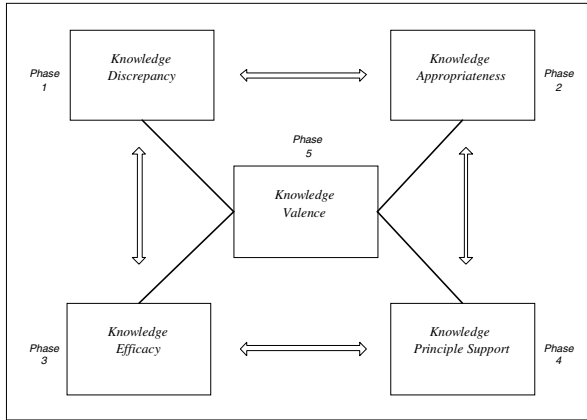 Phase
1
Knowledge
Discrepancy
Knowledge
Appropriateness
Phase
2
Phase
5
Knowledge
Valence
Phase
3
Knowledge
Efficacy
Knowledge
Principle Support
Phase
4